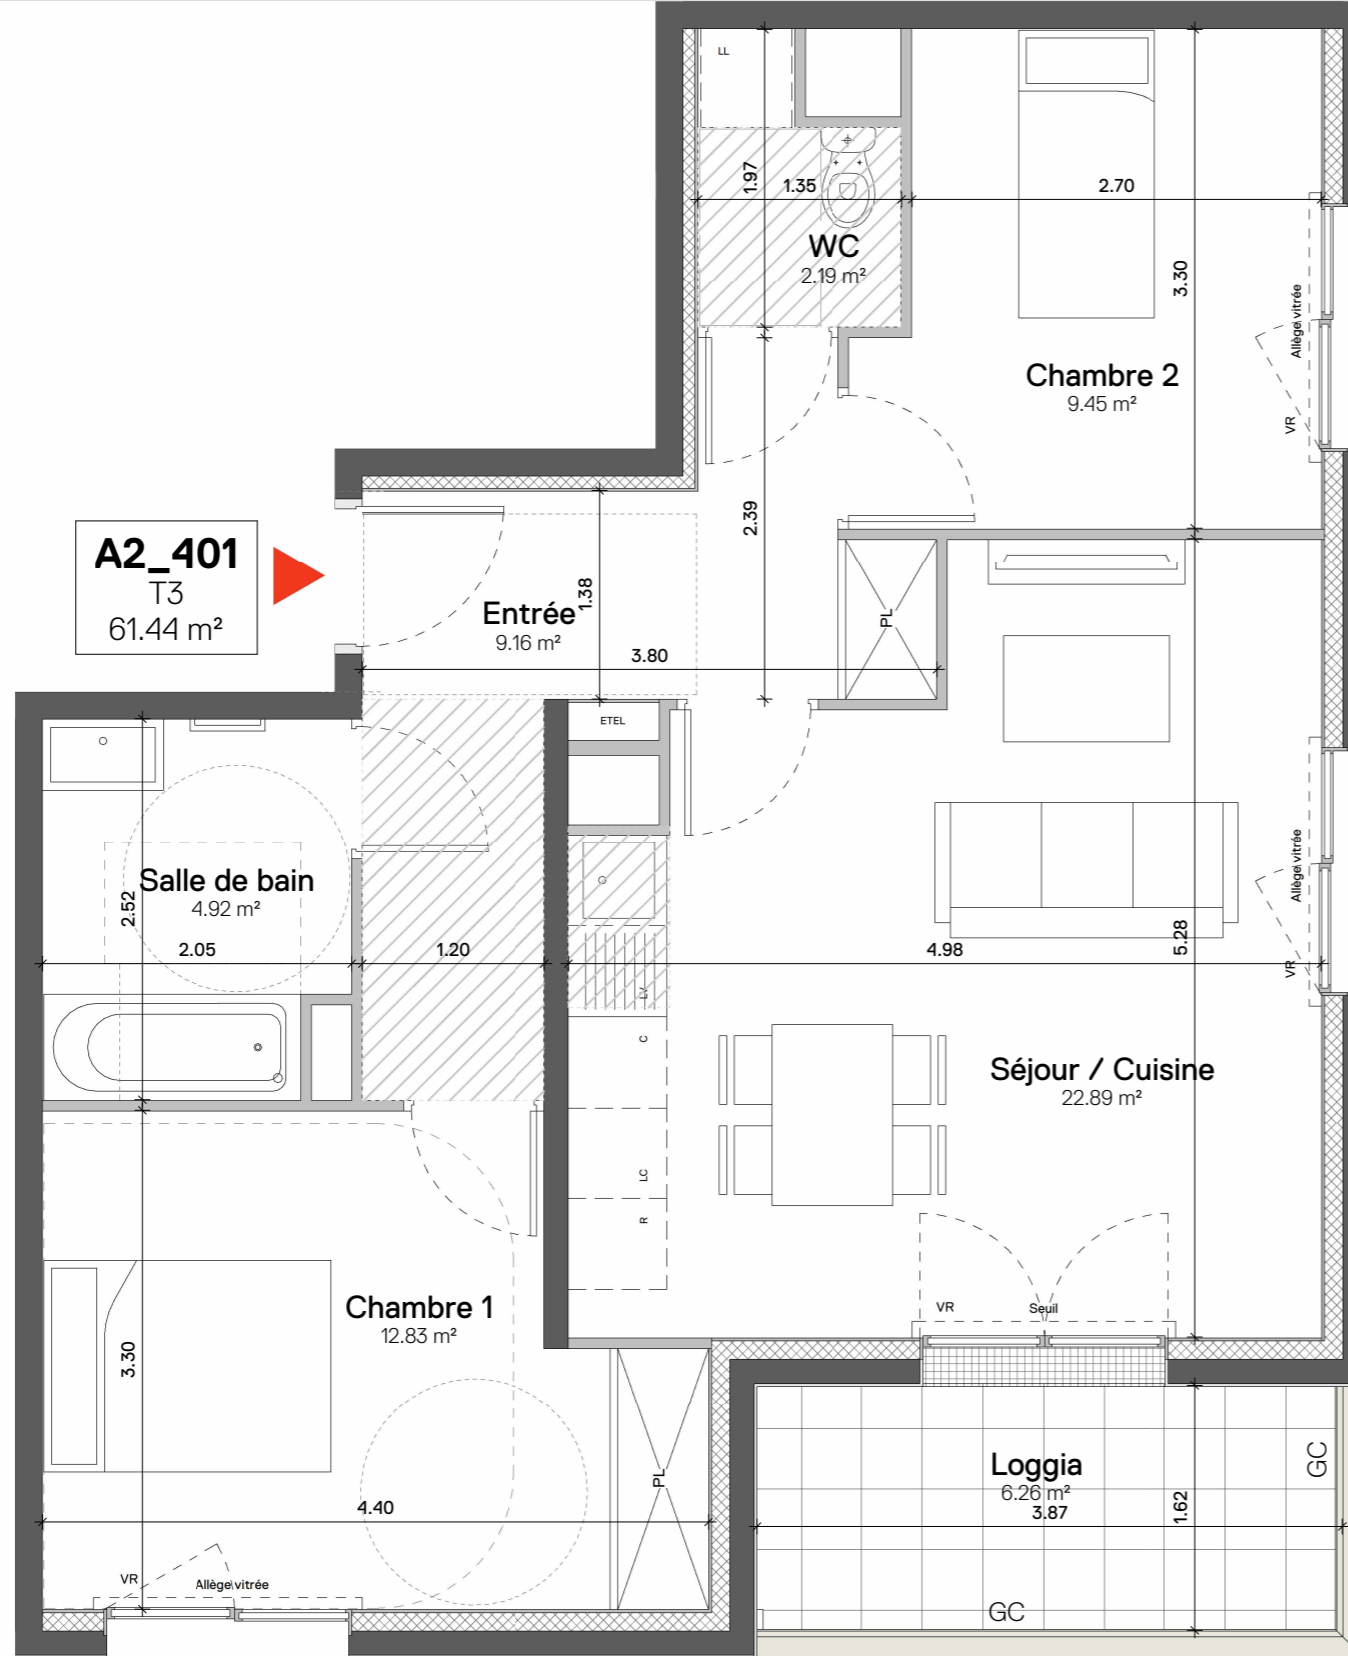 LL
1.97
1.35
2.70
WC
2.19 m²
3.30
Allège vitrée
Chambre 2
9.45 m²
VR
2.39
A2_401
T3
61.44 m²
1.38
Entrée
9.16 m²
PL
3.80
ETEL
Allège vitrée
Salle de bain
4.92 m²
2.52
2.05
1.20
4.98
5.28
VR
LV
C
Séjour / Cuisine
22.89 m²
LC
R
Chambre 1
12.83 m²
VR
Seuil
3.30
Loggia
6.26 m²
3.87
GC
PL
4.40
1.62
VR
Allège vitrée
GC